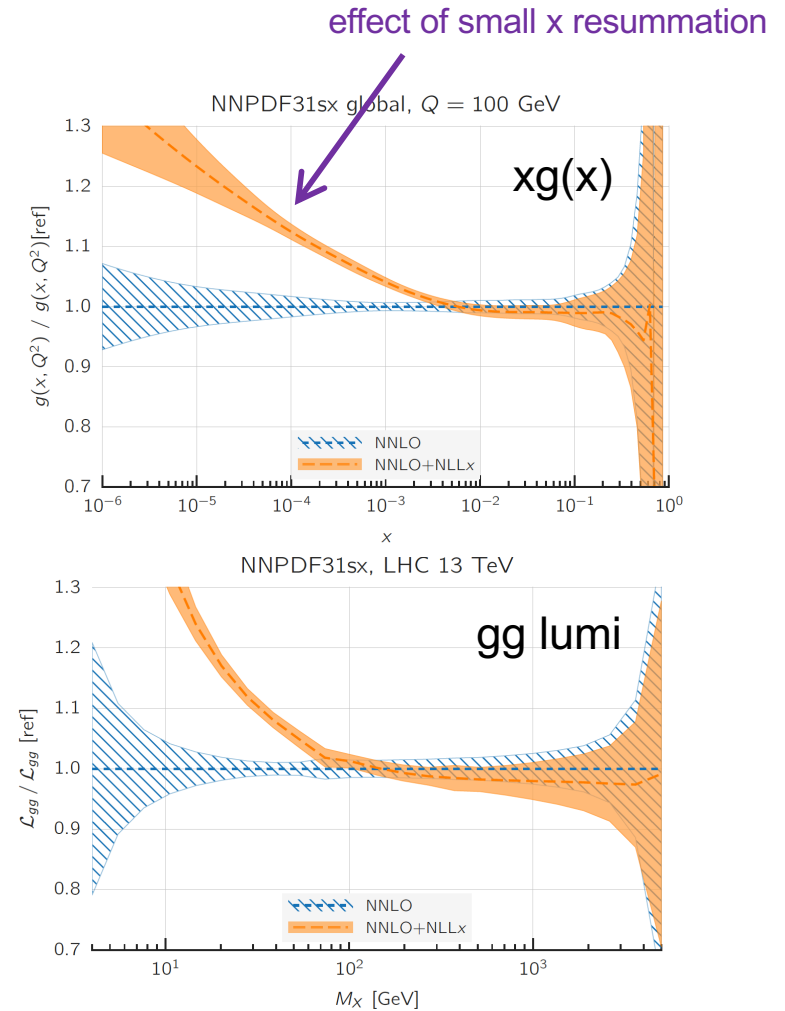 effect of small x resummation
NNPDF31sx global, Q = 100 GeV
xg(x)
g(x, Q²) / g(x, Q²)[ref]
1.3
1.2
1.1
1.0
0.9
0.8
0.7
NNLO
NNLO+NLLx
10⁻⁶ 10⁻⁵ 10⁻⁴ 10⁻³ 10⁻² 10⁻¹ 10⁰
x
NNPDF31sx, LHC 13 TeV
gg lumi
ℒgg / ℒgg [ref]
1.3
1.2
1.1
1.0
0.9
0.8
0.7
NNLO
NNLO+NLLx
10¹ 10² 10³
M_X [GeV]